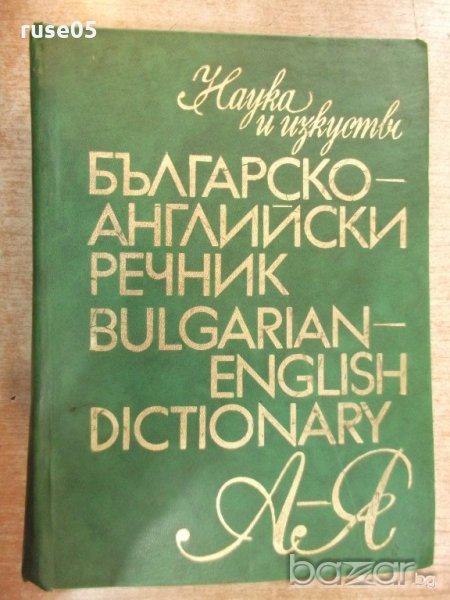 ruse05
Наука
и изкуство
БЪЛГАРСКО–
АНГЛИЙСКИ
РЕЧНИК
BULGARIAN–
ENGLISH
DICTIONARY
А–Я
bazar.bg